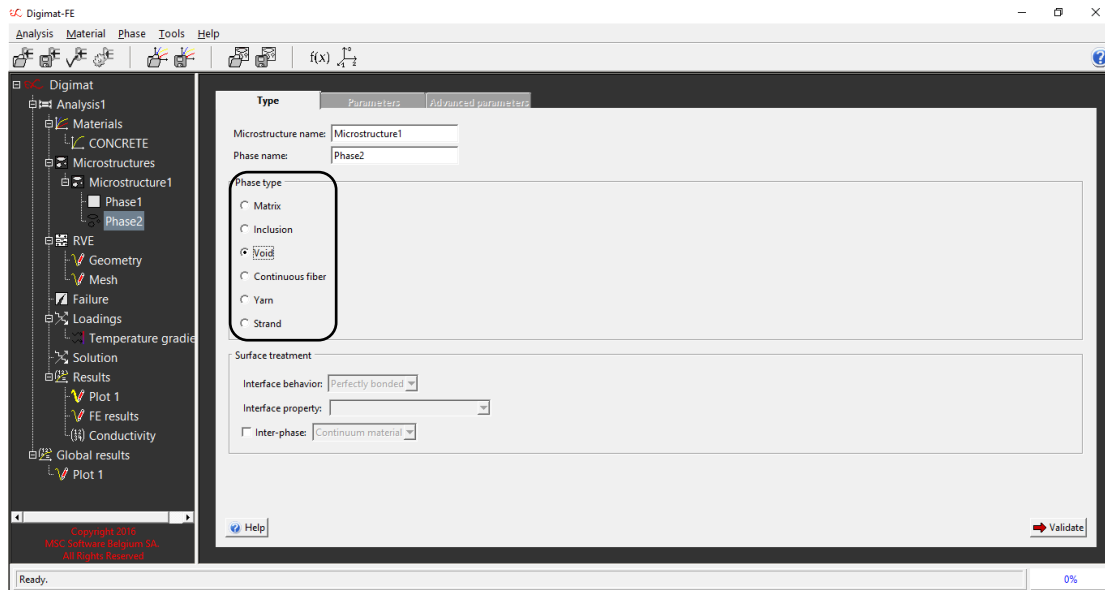 Digimat-FE
Analysis Material Phase Tools Help
f(x)
Digimat
Analysis1
Materials
CONCRETE
Microstructures
Microstructure1
Phase1
Phase2
RVE
Geometry
Mesh
Failure
Loadings
Temperature gradie
Solution
Results
Plot 1
FE results
Conductivity
Global results
Plot 1
Copyright 2016
MSC Software Belgium SA.
All Rights Reserved
Type Parameters Advanced parameters
Microstructure name: Microstructure1
Phase name: Phase2
Phase type
Matrix
Inclusion
Void
Continuous fiber
Yarn
Strand
Surface treatment
Interface behavior: Perfectly bonded
Interface property:
Inter-phase: Continuum material
Help Validate
Ready. 0%